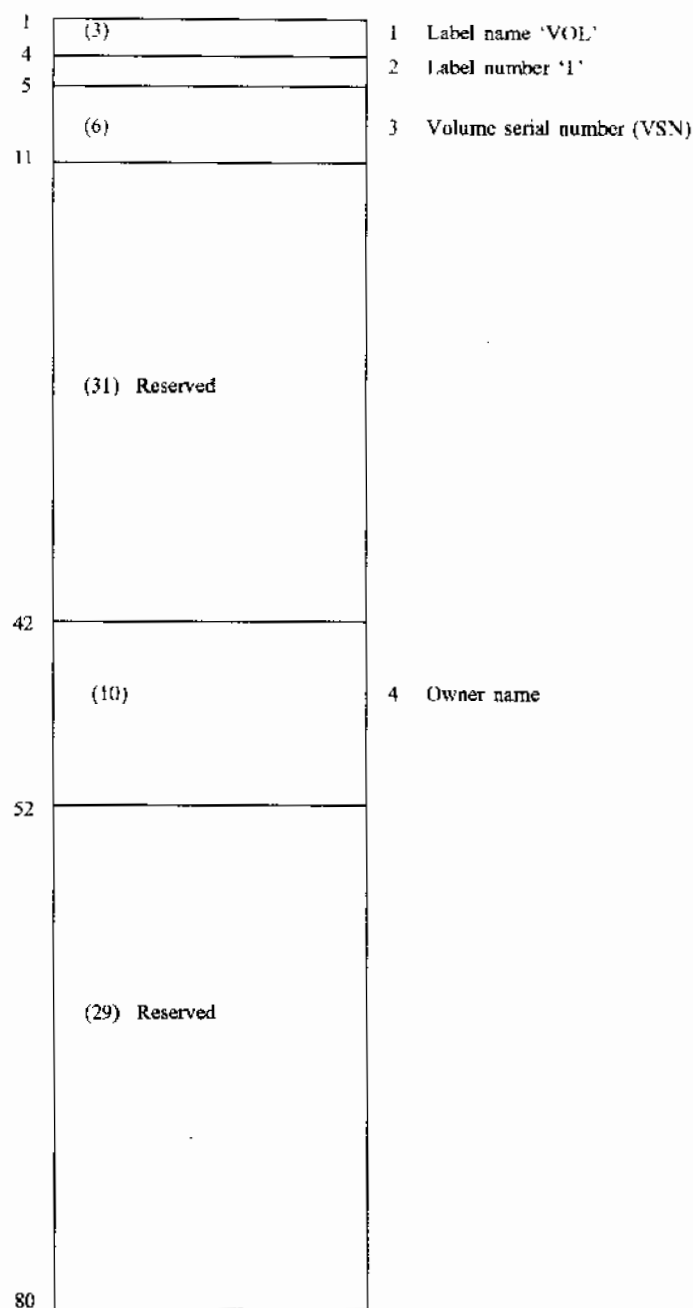 1 (3) 1 Label name ‘VOL’
4 2 Label number ‘1’
5
(6) 3 Volume serial number (VSN)
11
(31) Reserved
42
(10) 4 Owner name
52
(29) Reserved
80